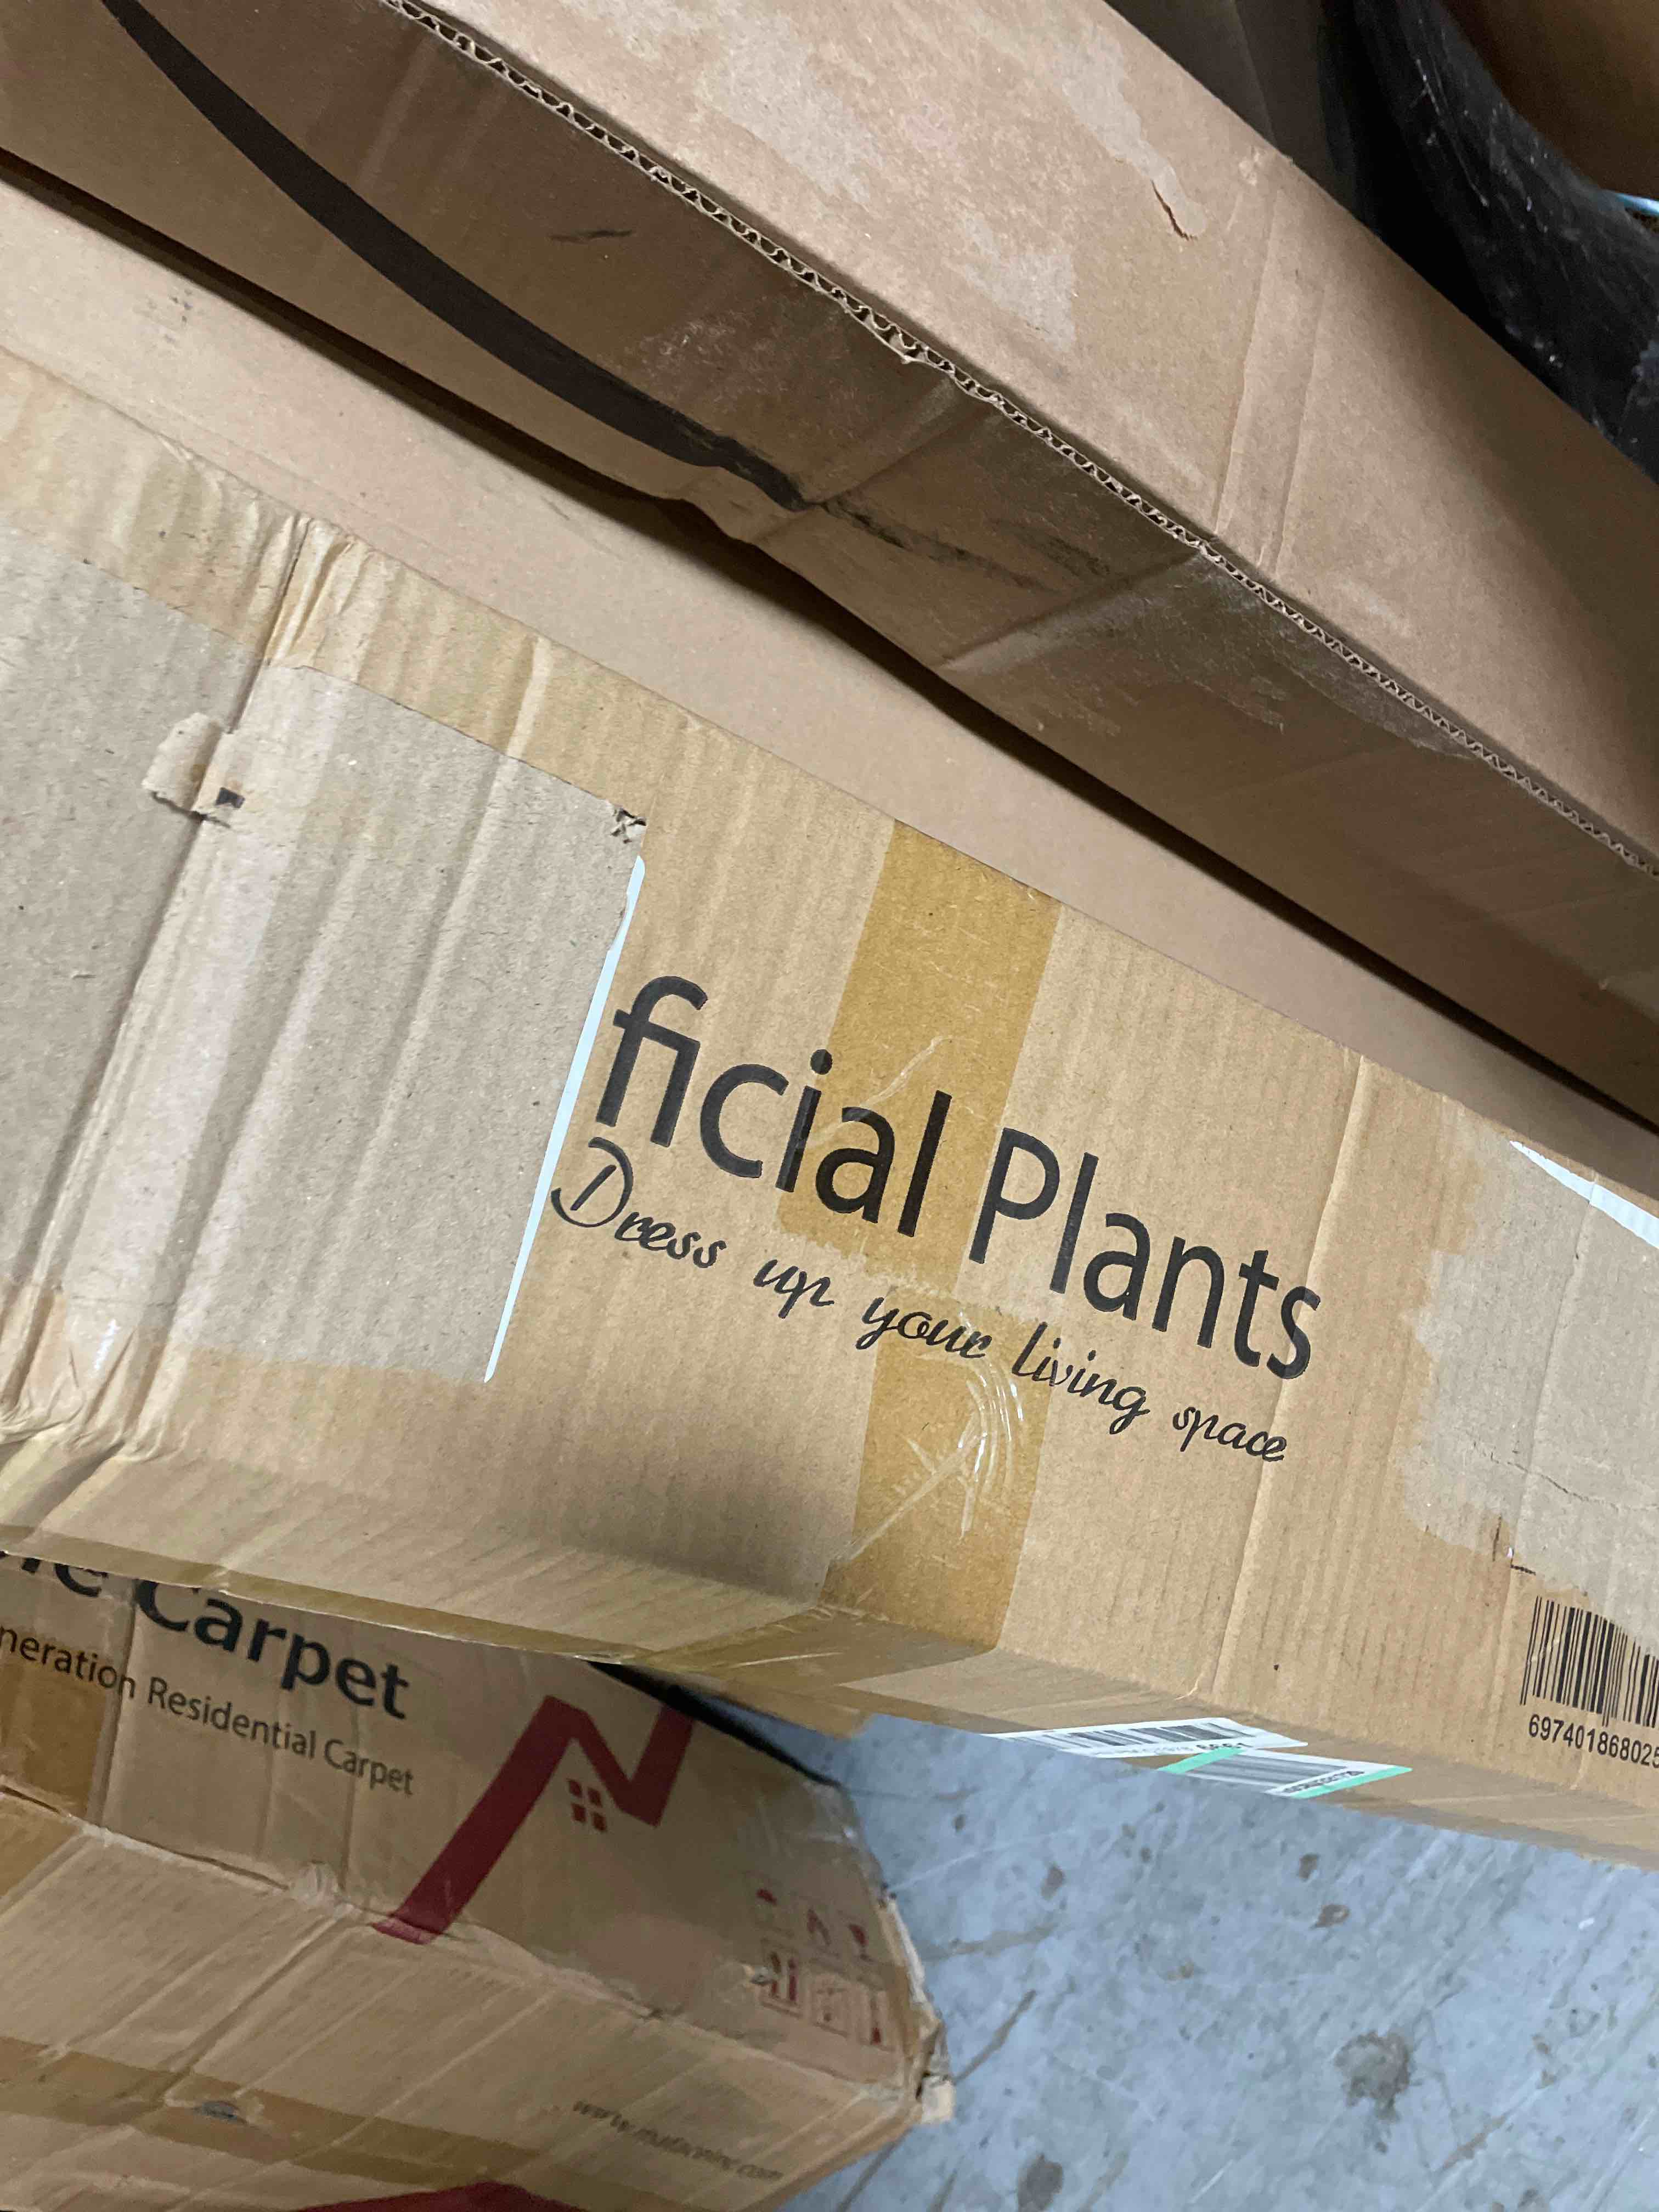 ficial Plants
Dress up your living space
697401868025
Carpet
neration Residential Carpet